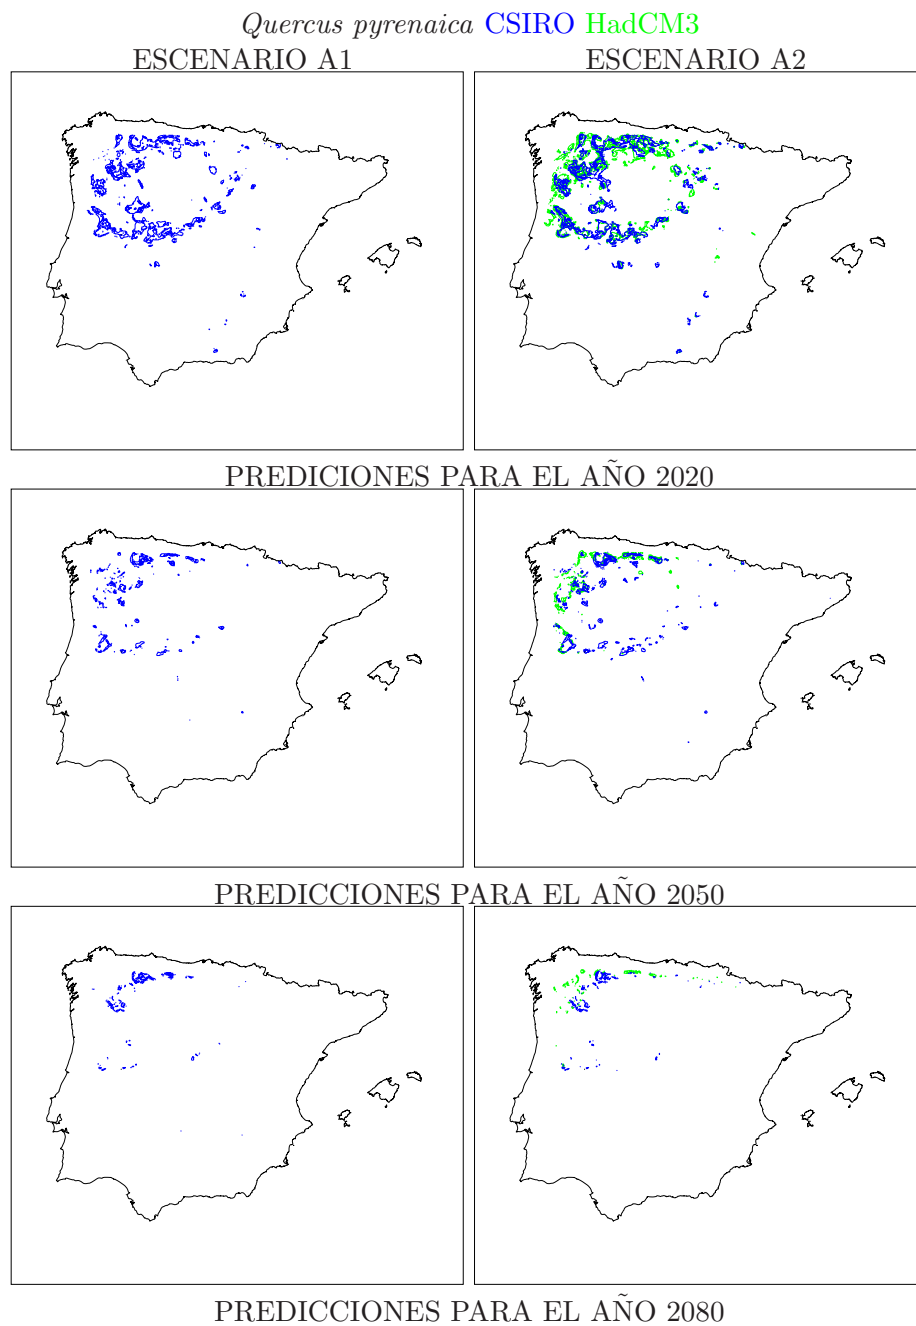 Quercus pyrenaica CSIRO HadCM3
ESCENARIO A1 ESCENARIO A2
PREDICIONES PARA EL AÑO 2020
PREDICCIONES PARA EL AÑO 2050
PREDICCIONES PARA EL AÑO 2080